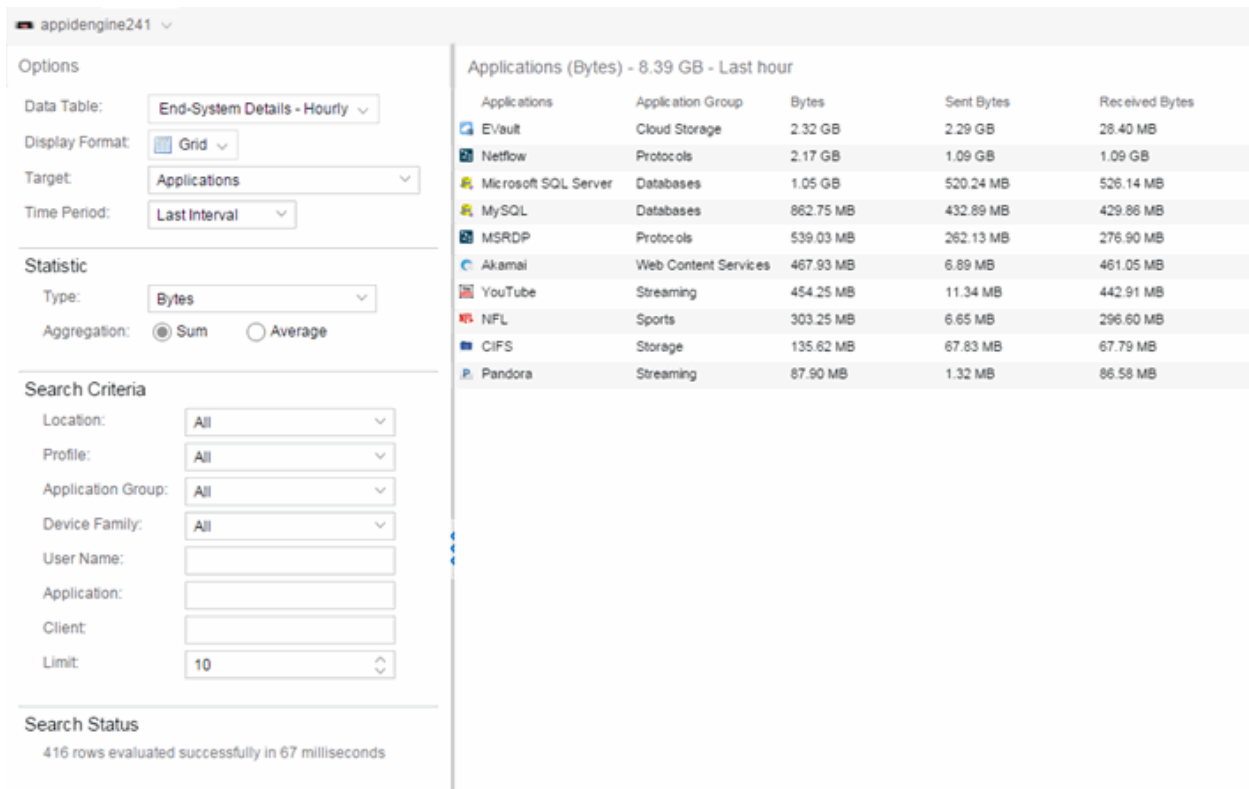 appidengine241
Options
Data Table: End-System Details - Hourly
Display Format: Grid
Target: Applications
Time Period: Last Interval
Statistic
Type: Bytes
Aggregation: Sum Average
Search Criteria
Location: All
Profile: All
Application Group: All
Device Family: All
User Name:
Application:
Client:
Limit: 10
Search Status
416 rows evaluated successfully in 67 milliseconds
Applications (Bytes) - 8.39 GB - Last hour
Applications Application Group Bytes Sent Bytes Received Bytes
EVault Cloud Storage 2.32 GB 2.29 GB 28.40 MB
Netflow Protocols 2.17 GB 1.09 GB 1.09 GB
Microsoft SQL Server Databases 1.05 GB 520.24 MB 526.14 MB
MySQL Databases 862.75 MB 432.89 MB 429.86 MB
MSRDP Protocols 539.03 MB 262.13 MB 276.90 MB
Akamai Web Content Services 467.93 MB 6.89 MB 461.05 MB
YouTube Streaming 454.25 MB 11.34 MB 442.91 MB
NFL Sports 303.25 MB 6.65 MB 296.60 MB
CIFS Storage 135.62 MB 67.83 MB 67.79 MB
Pandora Streaming 87.90 MB 1.32 MB 86.58 MB